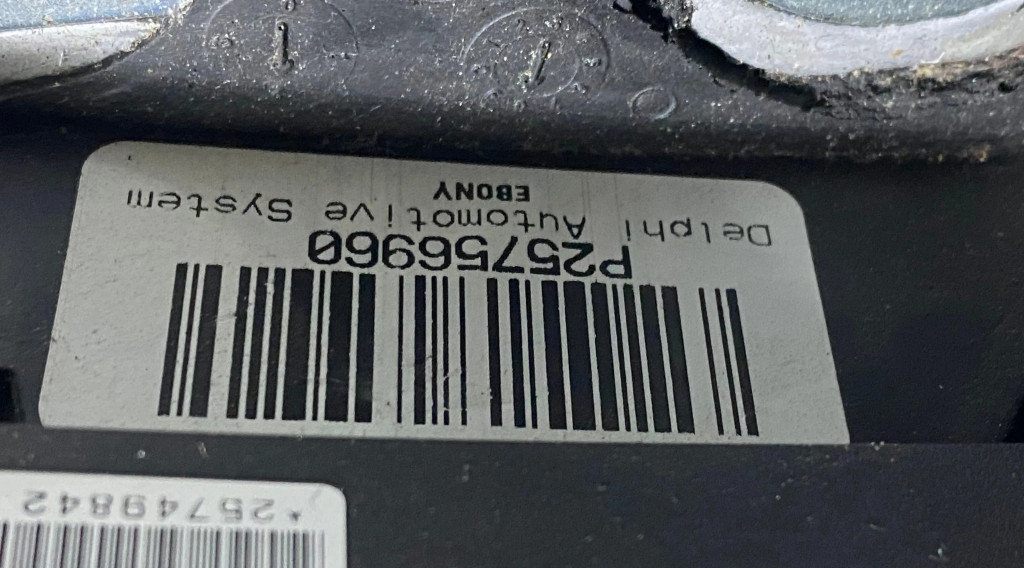 *25749842
P25756960
Delphi Automotive System
EBONY